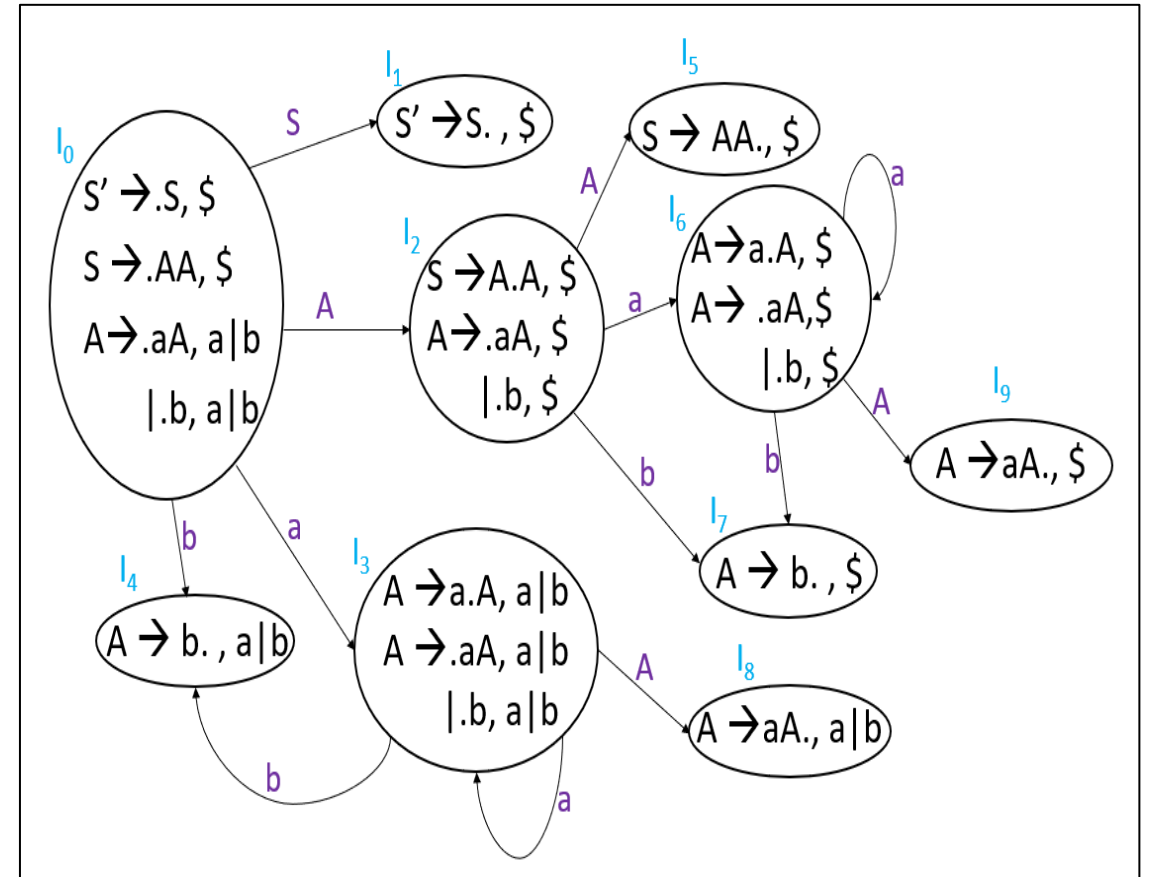 I0
S' →.S, $
S →.AA, $
A→.aA, a|b
|.b, a|b
S
I1
S' →S. , $
A
I2
S →A.A, $
A→.aA, $
|.b, $
A
I5
S → AA., $
a
I6
A→a.A, $
A→ .aA,$
|.b, $
a
A
I9
A →aA., $
b
b
I7
A → b. , $
b
I4
A → b. , a|b
a
I3
A →a.A, a|b
A →.aA, a|b
|.b, a|b
A
I8
A →aA., a|b
b
a